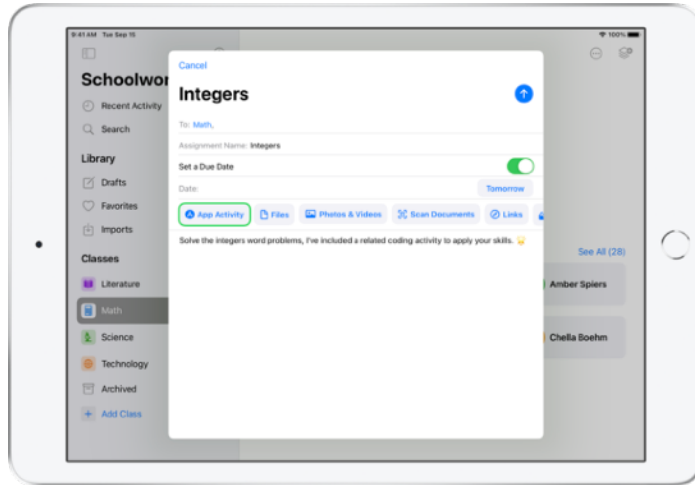 9:41 AM Tue Sep 15
100%
Schoolwor
Recent Activity
Search
Library
Drafts
Favorites
Imports
Classes
Literature
Math
Science
Technology
Archived
Add Class
Cancel
Integers
To: Math,
Assignment Name: Integers
Set a Due Date
Date: Tomorrow
App Activity Files Photos & Videos Scan Documents Links
Solve the integers word problems, I've included a related coding activity to apply your skills.
See All (28)
Amber Spiers
Chella Boehm